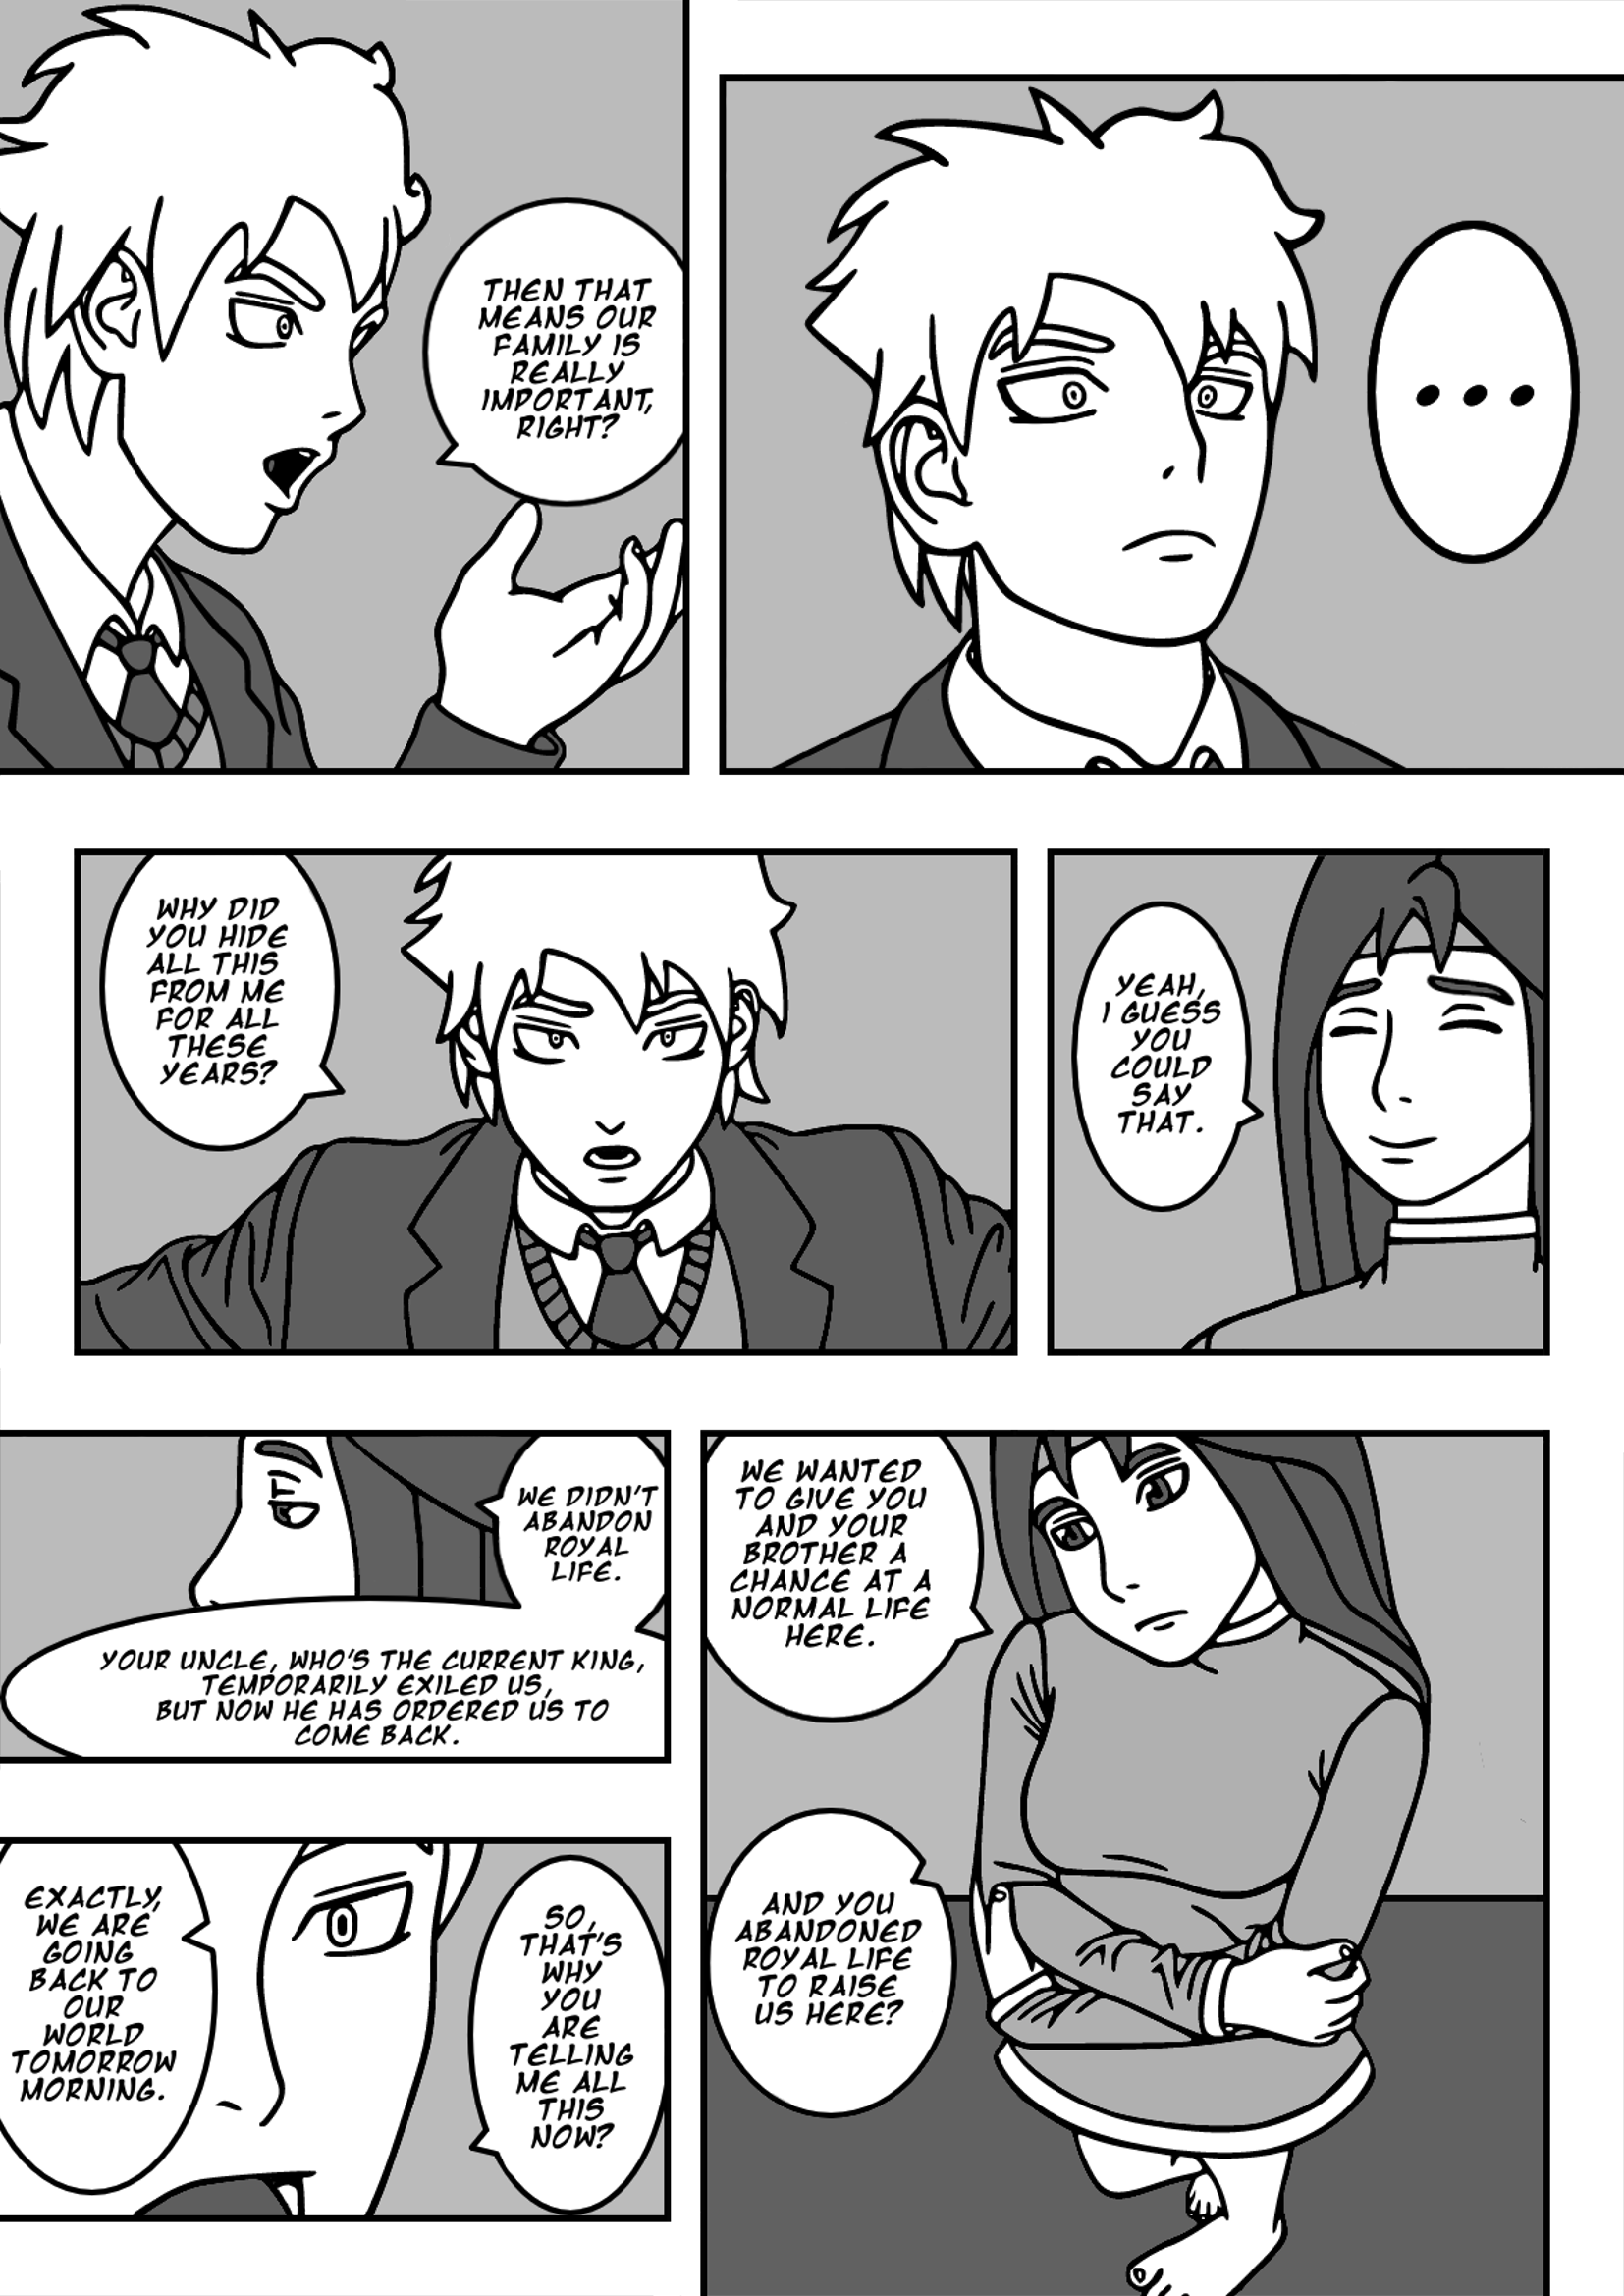 ...
THEN THAT
MEANS OUR
FAMILY IS
REALLY
IMPORTANT,
RIGHT?
YEAH,
I GUESS
YOU
COULD
SAY
THAT.
WHY DID
YOU HIDE
ALL THIS
FROM ME
FOR ALL
THESE
YEARS?
WE WANTED
TO GIVE YOU
AND YOUR
BROTHER A
CHANCE AT A
NORMAL LIFE
HERE.
AND YOU
ABANDONED
ROYAL LIFE
TO RAISE
US HERE?
WE DIDN'T
ABANDON
ROYAL
LIFE.
YOUR UNCLE, WHO'S THE CURRENT KING,
TEMPORARILY EXILED US,
BUT NOW HE HAS ORDERED US TO
COME BACK.
SO,
THAT'S
WHY
YOU
ARE
TELLING
ME ALL
THIS
NOW?
EXACTLY,
WE ARE
GOING
BACK TO
OUR
WORLD
TOMORROW
MORNING.